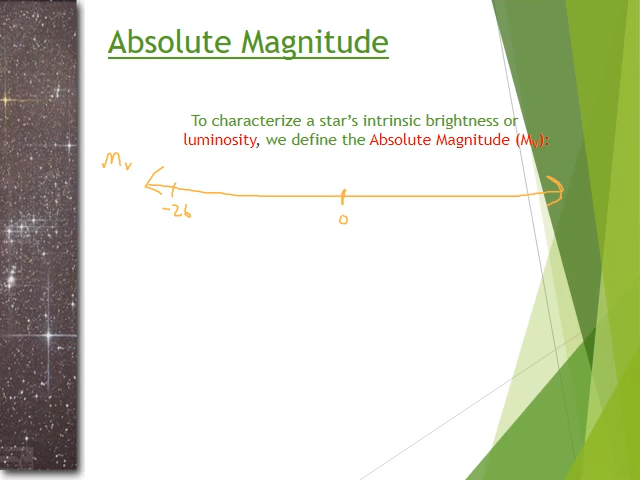 Absolute Magnitude
To characterize a star's intrinsic brightness or
luminosity, we define the Absolute Magnitude (Mv):
mv
-26
0